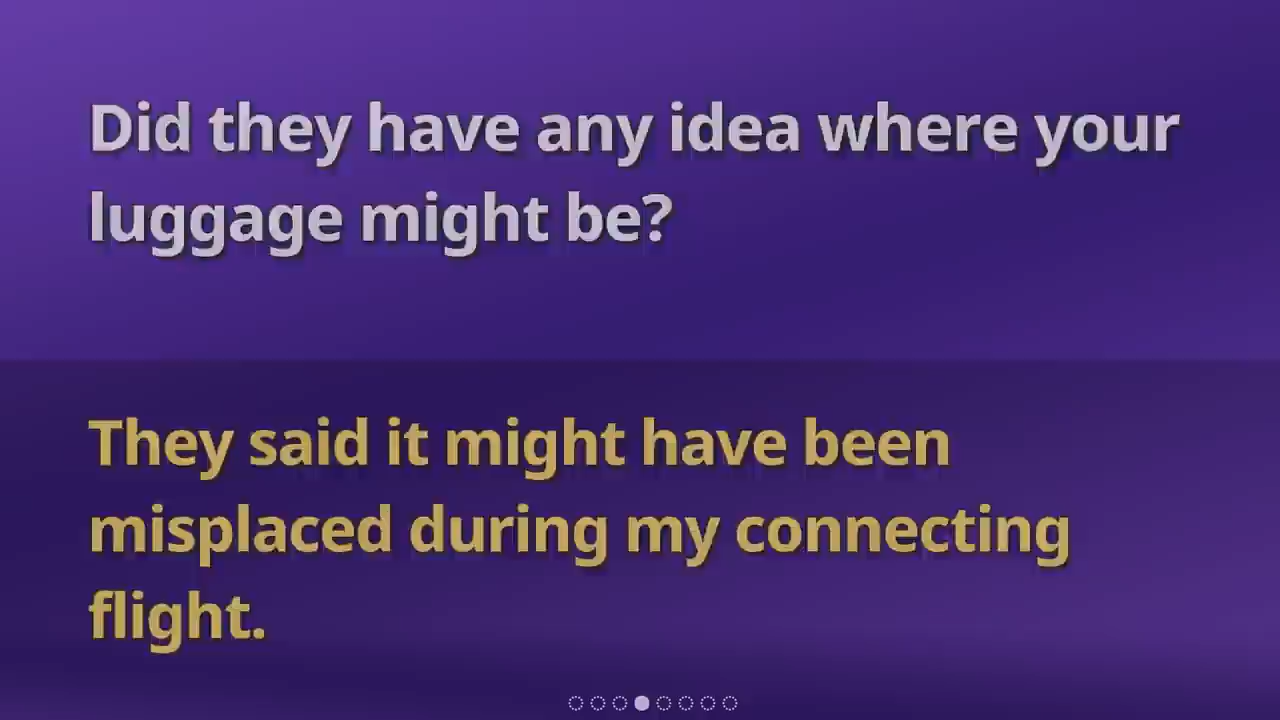 Did they have any idea where your
luggage might be?
They said it might have been
misplaced during my connecting
flight.